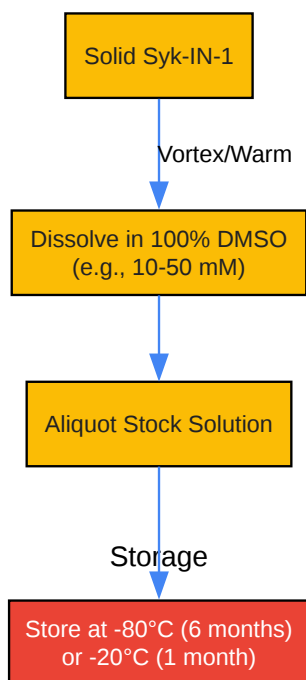 Solid Syk-IN-1
Vortex/Warm
Dissolve in 100% DMSO
(e.g., 10-50 mM)
Aliquot Stock Solution
Storage
Store at -80°C (6 months)
or -20°C (1 month)